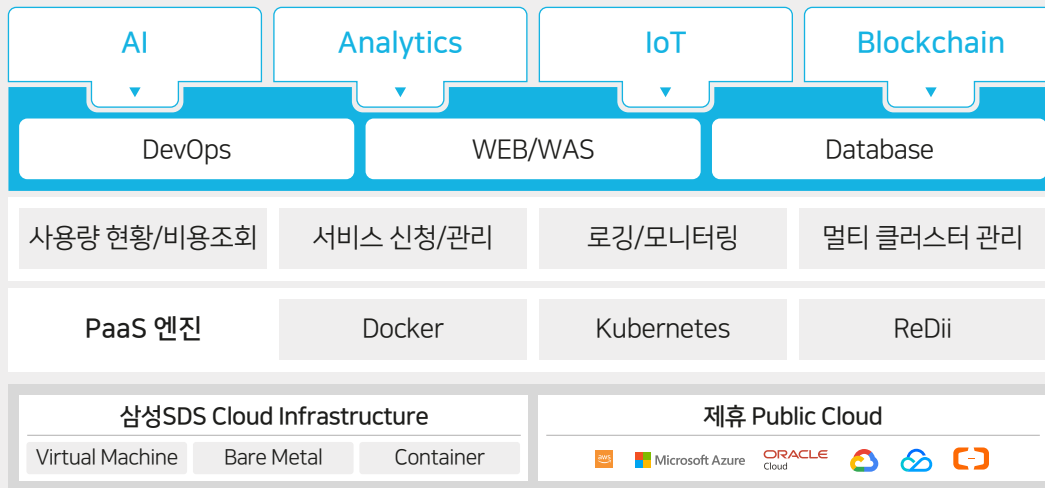 AI
Analytics
IoT
Blockchain
DevOps
WEB/WAS
Database
사용량 현황/비용조회
서비스 신청/관리
로깅/모니터링
멀티 클러스터 관리
PaaS 엔진
Docker
Kubernetes
ReDii
삼성SDS Cloud Infrastructure
제휴 Public Cloud
Virtual Machine
Bare Metal
Container
aws
Microsoft Azure
ORACLE
Cloud